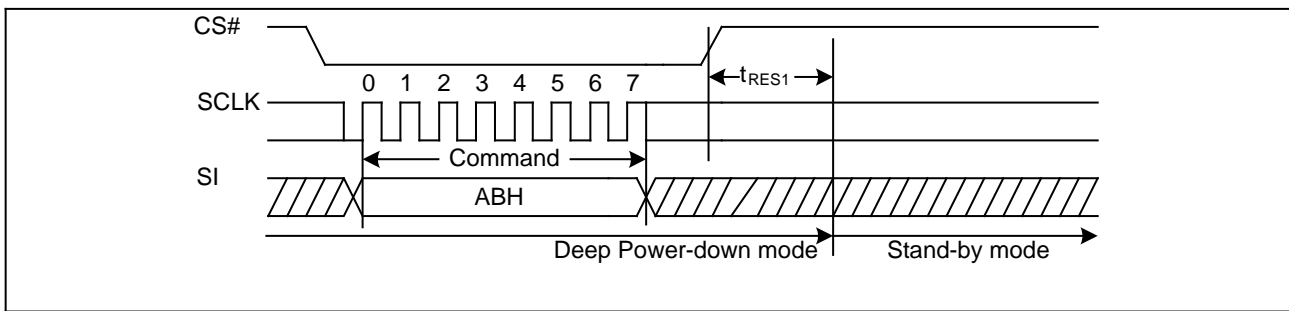 CS#
tRES1
0 1 2 3 4 5 6 7
SCLK
Command
SI
ABH
Deep Power-down mode Stand-by mode